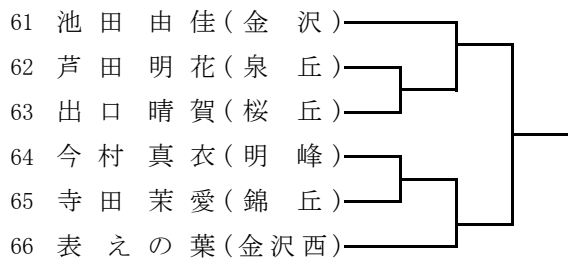 61 池田由佳(金沢)
62 芦田明花(泉丘)
63 出口晴賀(桜丘)
64 今村真衣(明峰)
65 寺田茉愛(錦丘)
66 表えの葉(金沢西)